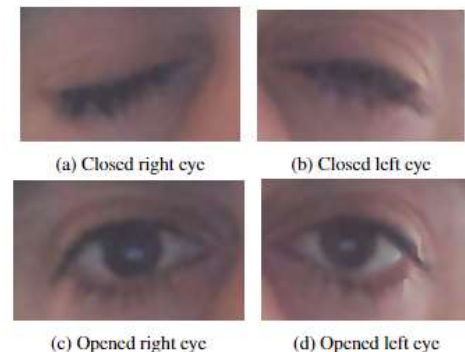 (a) Closed right eye
(b) Closed left eye
(c) Opened right eye
(d) Opened left eye